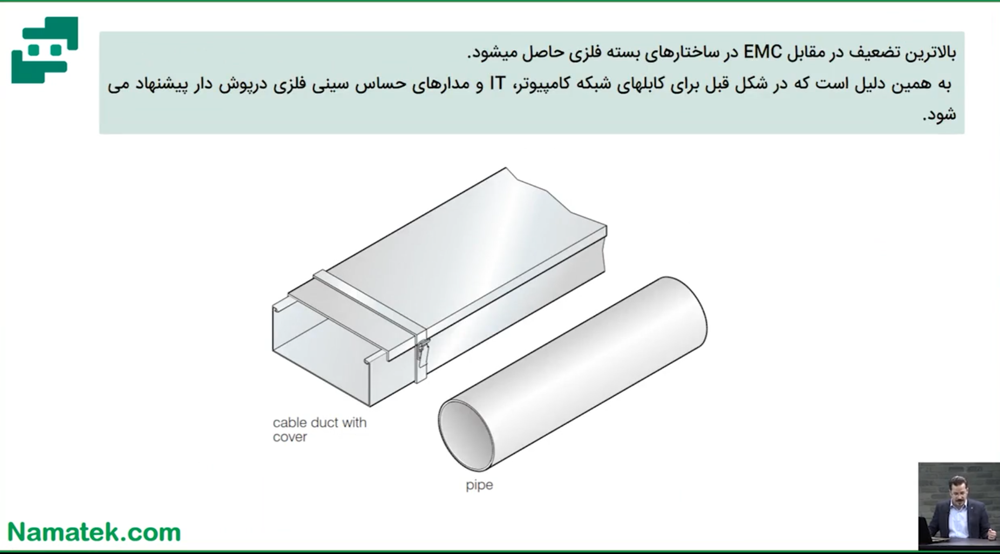 بالاترین تضعیف در مقابل EMC در ساختارهای بسته فلزی حاصل میشود.
به همین دلیل است که در شکل قبل برای کابلهای شبکه کامپیوتر، IT و مدارهای حساس سینی فلزی درپوش دار پیشنهاد می
شود.
cable duct with
cover
pipe
Namatek.com